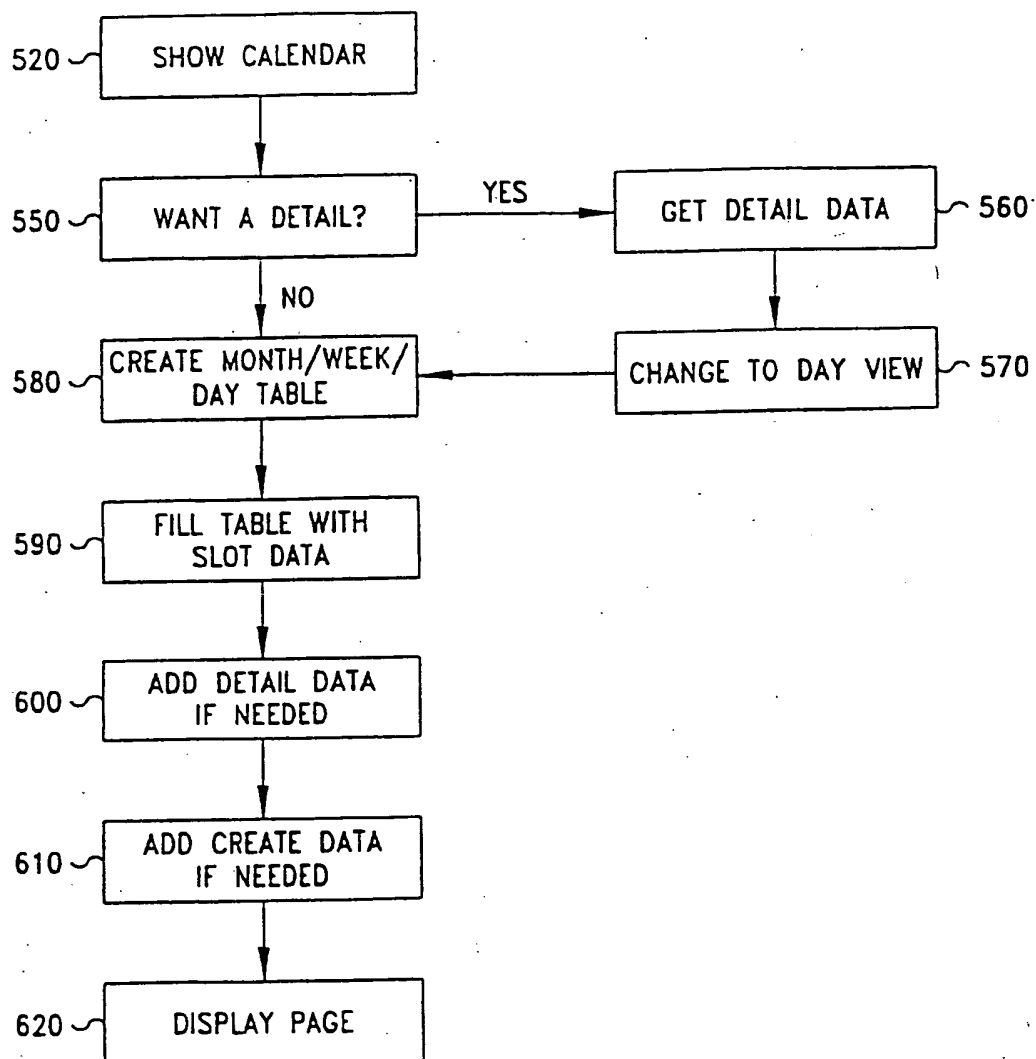 520
SHOW CALENDAR
550
WANT A DETAIL?
YES
GET DETAIL DATA
560
NO
580
CREATE MONTH/WEEK/
DAY TABLE
CHANGE TO DAY VIEW
570
590
FILL TABLE WITH
SLOT DATA
600
ADD DETAIL DATA
IF NEEDED
610
ADD CREATE DATA
IF NEEDED
620
DISPLAY PAGE